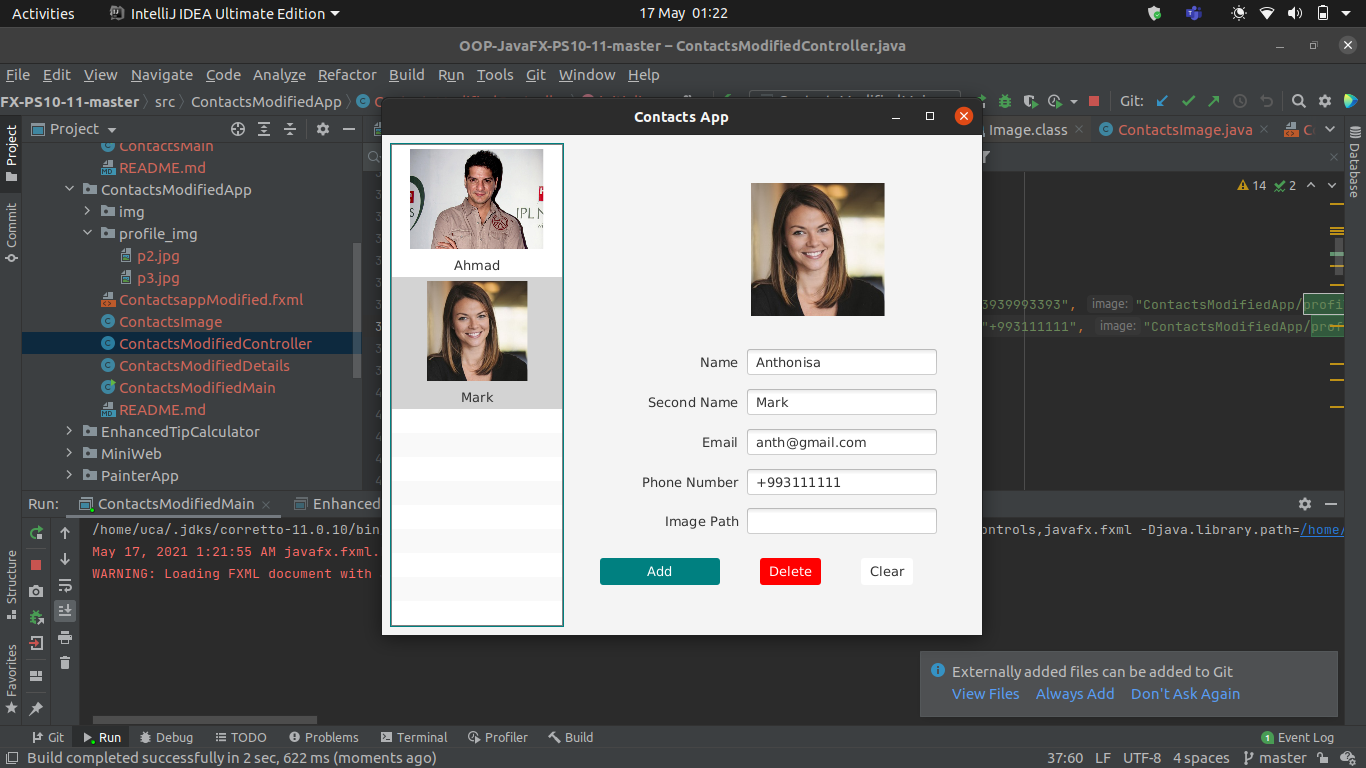 Activities IntelliJ IDEA Ultimate Edition 17 May 01:22
OOP-JavaFX-PS10-11-master – ContactsModifiedController.java
File Edit View Navigate Code Analyze Refactor Build Run Tools Git Window Help
FX-PS10-11-master src ContactsModifiedApp Git:
Contacts App
Project
Image.class ContactsImage.java
ContactsMain
README.md
ContactsModifiedApp
14 2
img
profile_img
p2.jpg
p3.jpg
ContactsappModified.fxml
ContactsImage
ContactsModifiedController
ContactsModifiedDetails
ContactsModifiedMain
README.md
EnhancedTipCalculator
MiniWeb
PainterApp
Project
Commit
Structure
Favorites
Database
3939993393", image: "ContactsModifiedApp/profi
"+993111111", image: "ContactsModifiedApp/prof
Ahmad
Mark
Name Anthonisa
Second Name Mark
Email anth@gmail.com
Phone Number +993111111
Image Path
Add Delete Clear
Run: ContactsModifiedMain Enhanced
/home/uca/.jdks/corretto-11.0.10/bin ontrols,javafx.fxml -Djava.library.path=/home/
May 17, 2021 1:21:55 AM javafx.fxml.
WARNING: Loading FXML document with
Externally added files can be added to Git
View Files Always Add Don't Ask Again
Git Run Debug TODO Problems Terminal Profiler Build 1 Event Log
Build completed successfully in 2 sec, 622 ms (moments ago) 37:60 LF UTF-8 4 spaces master